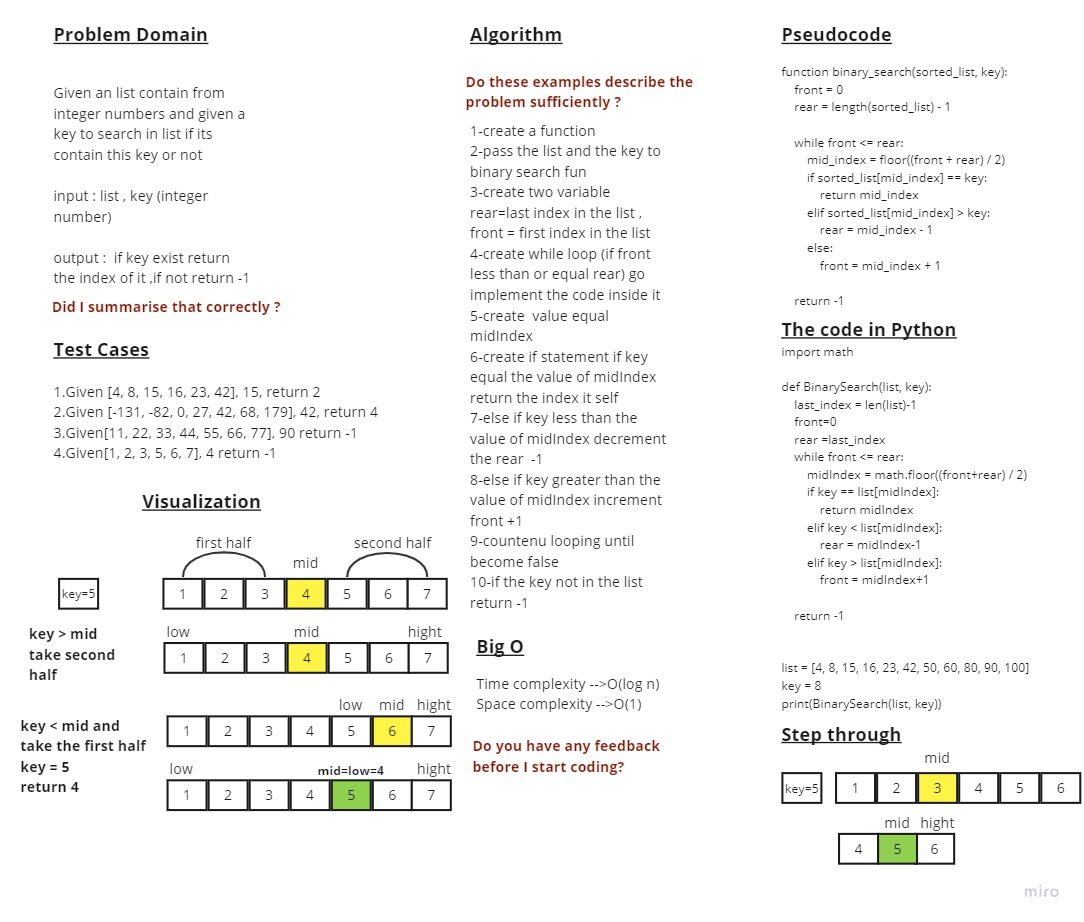 Problem Domain
Given an list contain from
integer numbers and given a
key to search in list if its
contain this key or not
input : list , key (integer
number)
output :  if key exist return
the index of it ,if not return -1
Did I summarise that correctly ?
Test Cases
1.Given [4, 8, 15, 16, 23, 42], 15, return 2
2.Given [-131, -82, 0, 27, 42, 68, 179], 42, return 4
3.Given[11, 22, 33, 44, 55, 66, 77], 90 return -1
4.Given[1, 2, 3, 5, 6, 7], 4 return -1
Visualization
first half second half
mid
key=5 1 2 3 4 5 6 7
key > mid
take second
half
low mid hight
1 2 3 4 5 6 7
key < mid and
take the first half
key = 5
return 4
low mid hight
1 2 3 4 5 6 7
low mid=low=4 hight
1 2 3 4 5 6 7
Algorithm
Do these examples describe the
problem sufficiently ?
1-create a function
2-pass the list and the key to
binary search fun
3-create two variable
rear=last index in the list ,
front = first index in the list
4-create while loop (if front
less than or equal rear) go
implement the code inside it
5-create  value equal
midIndex
6-create if statement if key
equal the value of midIndex
return the index it self
7-else if key less than the
value of midIndex decrement
the rear  -1
8-else if key greater than the
value of midIndex increment
front +1
9-countenu looping until
become false
10-if the key not in the list
return -1
Big O
Time complexity -->O(log n)
Space complexity -->O(1)
Do you have any feedback
before I start coding?
Pseudocode
function binary_search(sorted_list, key):
front = 0
rear = length(sorted_list) - 1
while front <= rear:
mid_index = floor((front + rear) / 2)
if sorted_list[mid_index] == key:
return mid_index
elif sorted_list[mid_index] > key:
rear = mid_index - 1
else:
front = mid_index + 1
return -1
The code in Python
import math
def BinarySearch(list, key):
last_index = len(list)-1
front=0
rear =last_index
while front <= rear:
midIndex = math.floor((front+rear) / 2)
if key == list[midIndex]:
return midIndex
elif key < list[midIndex]:
rear = midIndex-1
elif key > list[midIndex]:
front = midIndex+1
return -1
list = [4, 8, 15, 16, 23, 42, 50, 60, 80, 90, 100]
key = 8
print(BinarySearch(list, key))
Step through
mid
key=5 1 2 3 4 5 6
mid hight
4 5 6
miro